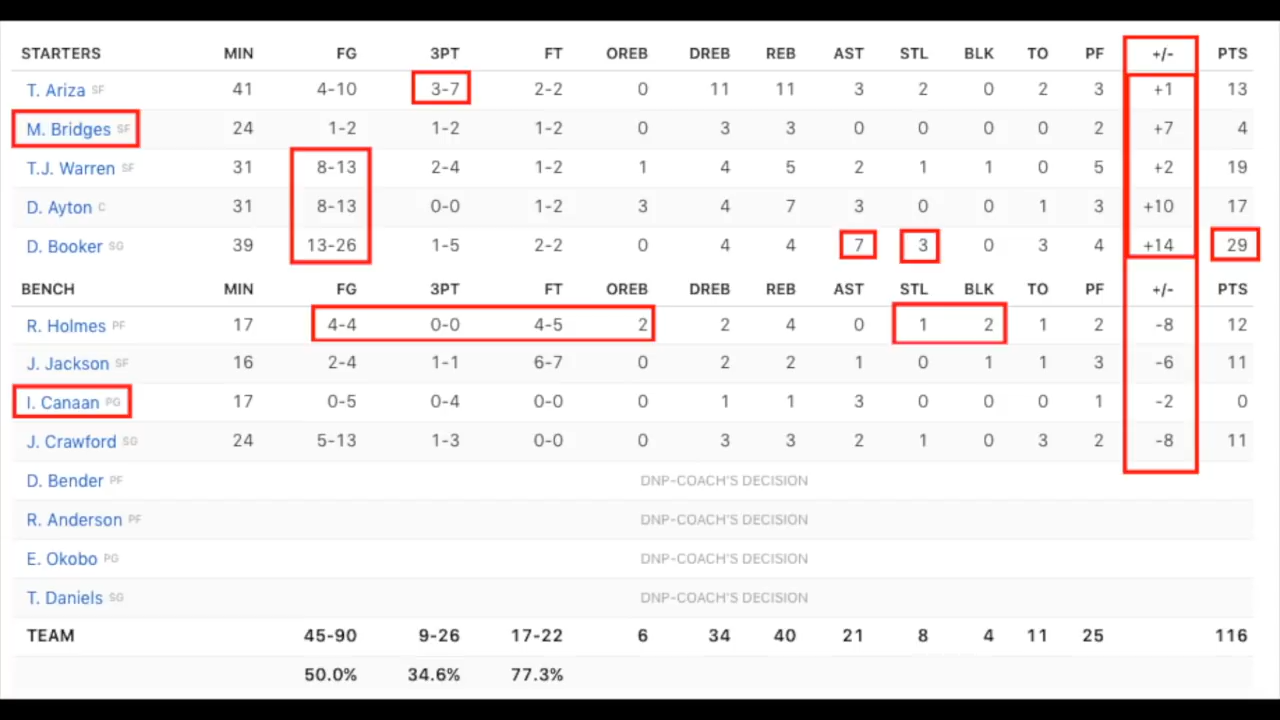 STARTERS MIN FG 3PT FT OREB DREB REB AST STL BLK TO PF +/- PTS
T. Ariza SF 41 4-10 3-7 2-2 0 11 11 3 2 0 2 3 +1 13
M. Bridges SF 24 1-2 1-2 1-2 0 3 3 0 0 0 0 2 +7 4
T.J. Warren SF 31 8-13 2-4 1-2 1 4 5 2 1 1 0 5 +2 19
D. Ayton C 31 8-13 0-0 1-2 3 4 7 3 0 0 1 3 +10 17
D. Booker SG 39 13-26 1-5 2-2 0 4 4 7 3 0 3 4 +14 29
BENCH MIN FG 3PT FT OREB DREB REB AST STL BLK TO PF +/- PTS
R. Holmes PF 17 4-4 0-0 4-5 2 2 4 0 1 2 1 2 -8 12
J. Jackson SF 16 2-4 1-1 6-7 0 2 2 1 0 1 1 3 -6 11
I. Canaan PG 17 0-5 0-4 0-0 0 1 1 3 0 0 0 1 -2 0
J. Crawford SG 24 5-13 1-3 0-0 0 3 3 2 1 0 3 2 -8 11
D. Bender PF DNP-COACH'S DECISION
R. Anderson PF DNP-COACH'S DECISION
E. Okobo PG DNP-COACH'S DECISION
T. Daniels SG DNP-COACH'S DECISION
TEAM 45-90 9-26 17-22 6 34 40 21 8 4 11 25 116
50.0% 34.6% 77.3%